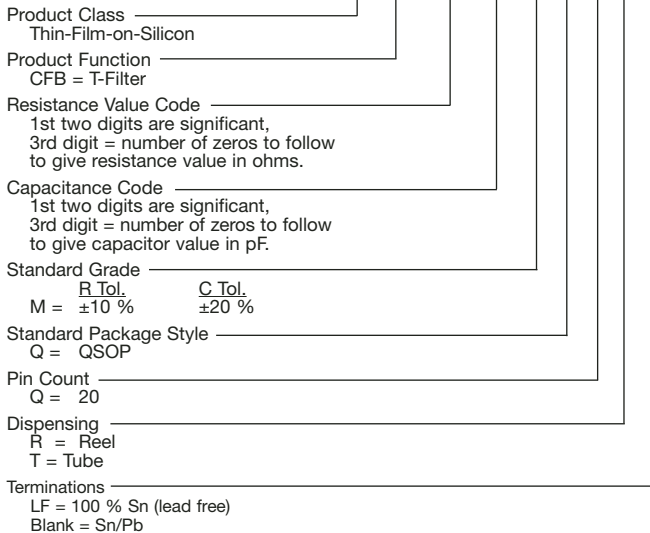 Product Class
Thin-Film-on-Silicon
Product Function
CFB = T-Filter
Resistance Value Code
1st two digits are significant,
3rd digit = number of zeros to follow
to give resistance value in ohms.
Capacitance Code
1st two digits are significant,
3rd digit = number of zeros to follow
to give capacitor value in pF.
Standard Grade
R Tol. C Tol.
M = ±10 % ±20 %
Standard Package Style
Q = QSOP
Pin Count
Q = 20
Dispensing
R = Reel
T = Tube
Terminations
LF = 100 % Sn (lead free)
Blank = Sn/Pb